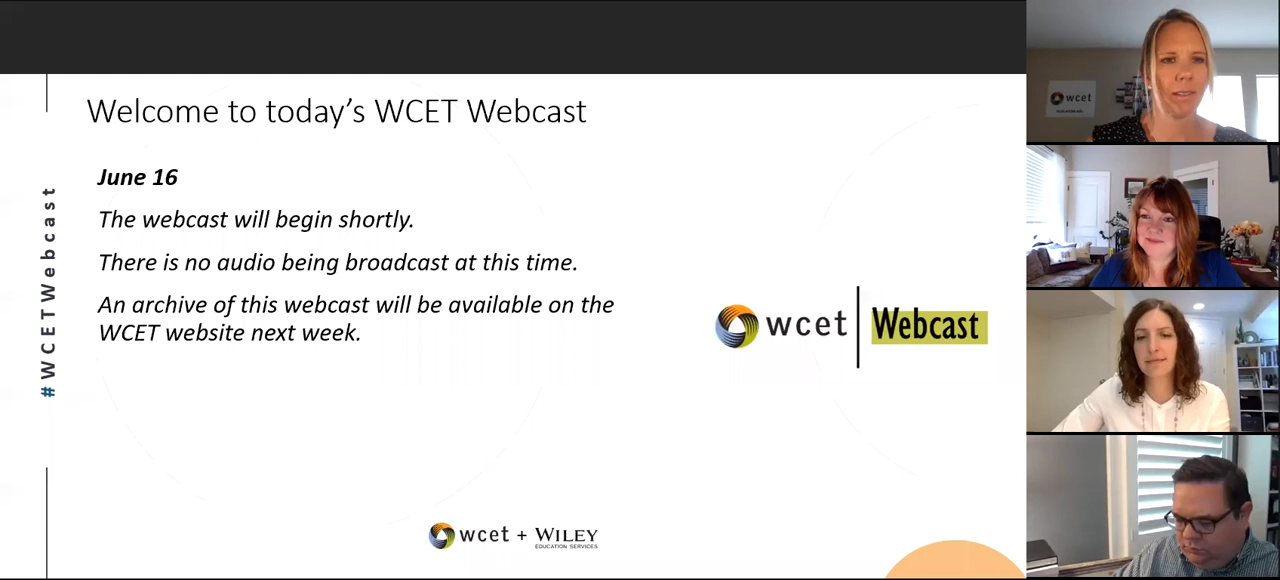 Welcome to today's WCET Webcast
June 16
The webcast will begin shortly.
There is no audio being broadcast at this time.
An archive of this webcast will be available on the
WCET website next week.
#WCETWebcast
wcet Webcast
wcet + WILEY
EDUCATION SERVICES
wcet